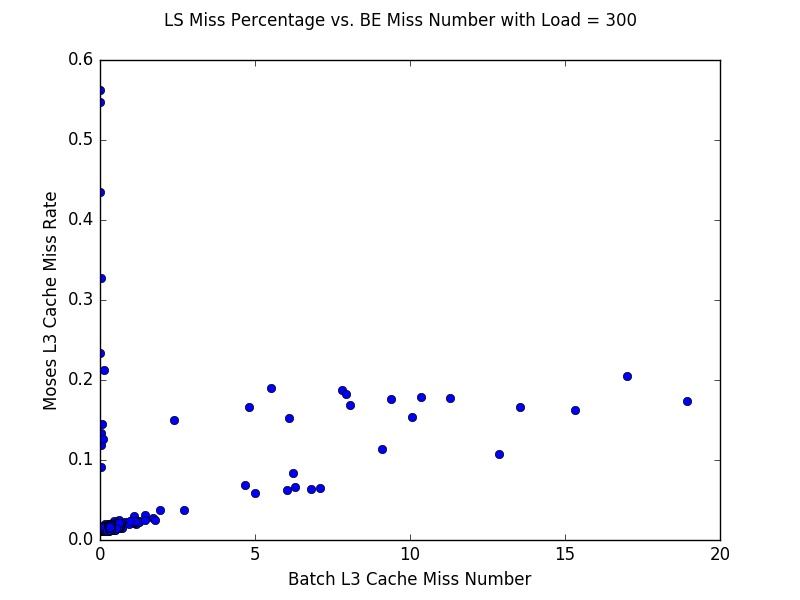 LS Miss Percentage vs. BE Miss Number with Load = 300
0.6
0.5
0.4
0.3
0.2
0.1
0.0
Moses L3 Cache Miss Rate
0 5 10 15 20
Batch L3 Cache Miss Number